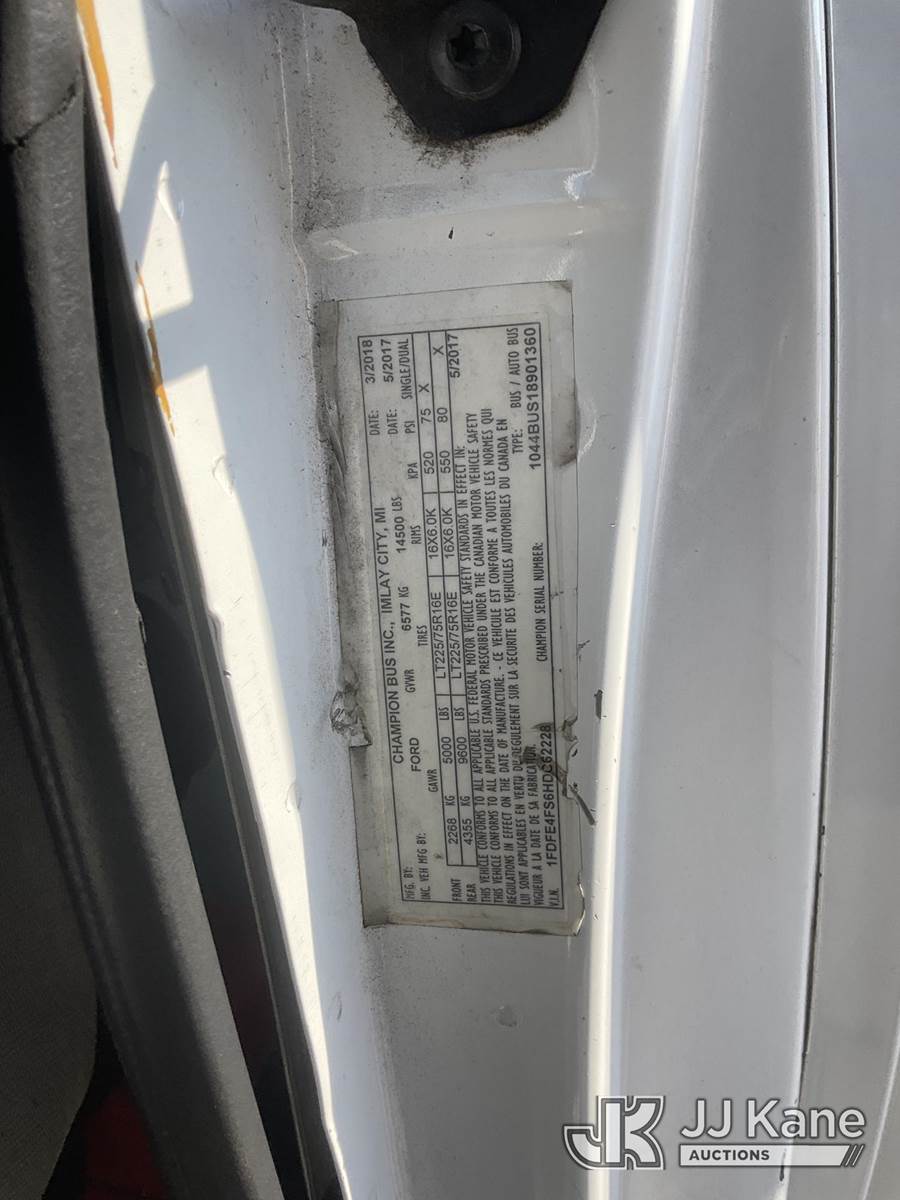 MFG. BY: CHAMPION BUS INC., IMLAY CITY, MI DATE: 3/2018
INC. VEH MFG BY: FORD DATE: 5/2017
GAWR GVWR 6577 KG 14500 LBS
TIRES RIMS KPA PSI SINGLE/DUAL
FRONT 2268 KG 5000 LBS LT225/75R16E 16X6.0K 520 75 X
REAR 4355 KG 9600 LBS LT225/75R16E 16X6.0K 550 80 X
THIS VEHICLE CONFORMS TO ALL APPLICABLE U.S. FEDERAL MOTOR VEHICLE SAFETY STANDARDS IN EFFECT IN: 5/2017
THIS VEHICLE CONFORMS TO ALL APPLICABLE STANDARDS PRESCRIBED UNDER THE CANADIAN MOTOR VEHICLE SAFETY
REGULATIONS IN EFFECT ON THE DATE OF MANUFACTURE. - CE VEHICULE EST CONFORME A TOUTES LES NORMES QUI
LUI SONT APPLICABLES EN VERTU DU REGULEMENT SUR LA SECURITE DES VEHICULES AUTOMOBILES DU CANADA EN
VIGUEUR A LA DATE DE SA FABRICATION. TYPE: BUS / AUTO BUS
V.I.N. 1FDFE4FS6HDC62228 CHAMPION SERIAL NUMBER: 1044BUS18901360
JK JJ Kane
AUCTIONS